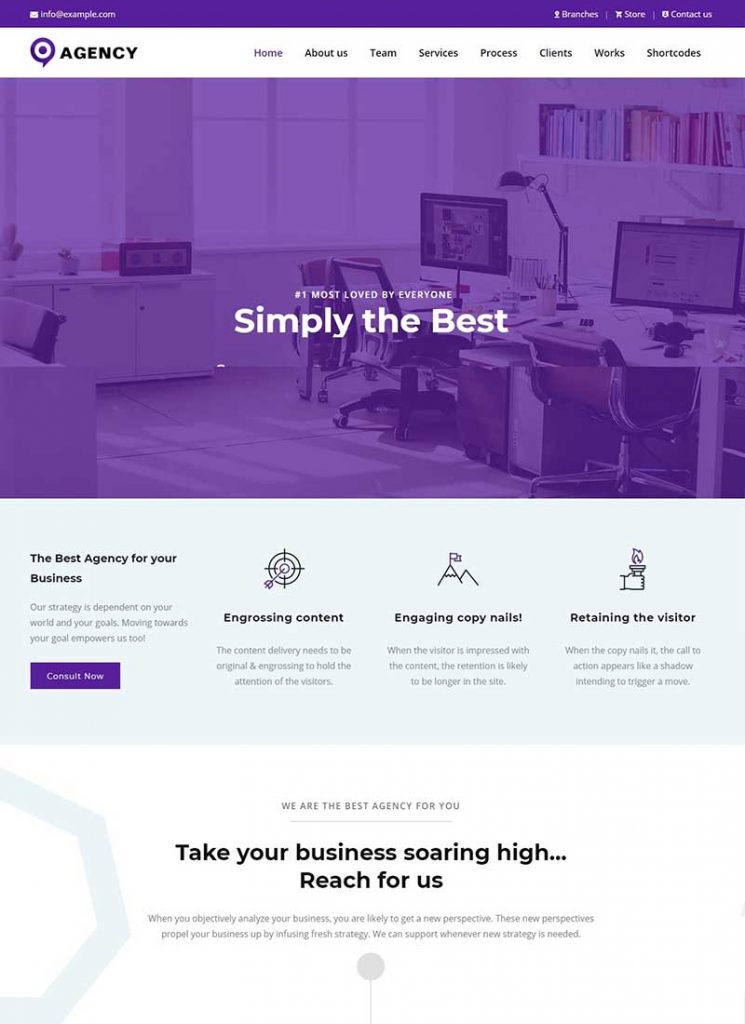 info@example.com
Branches | Store | Contact us
AGENCY
Home About us Team Services Process Clients Works Shortcodes
#1 MOST LOVED BY EVERYONE
Simply the Best
The Best Agency for your
Business
Our strategy is dependent on your
world and your goals. Moving towards
your goal empowers us too!
Consult Now
Engrossing content
The content delivery needs to be
original & engrossing to hold the
attention of the visitors.
Engaging copy nails!
When the visitor is impressed with
the content, the retention is likely
to be longer in the site.
Retaining the visitor
When the copy nails it, the call to
action appears like a shadow
intending to trigger a move.
WE ARE THE BEST AGENCY FOR YOU
Take your business soaring high...
Reach for us
When you objectively analyze your business, you are likely to get a new perspective. These new perspectives
propel your business up by infusing fresh strategy. We can support whenever new strategy is needed.